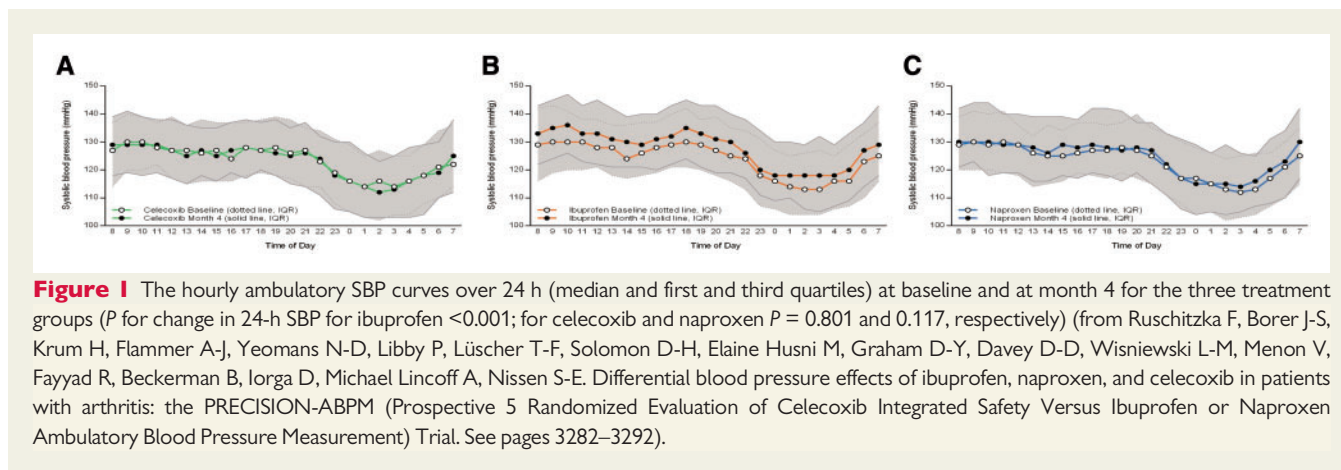 A
B
C
150
140
130
120
110
100
Systolic blood pressure (mmHg)
Celecoxib Baseline (dotted line, IQR)
Celecoxib Month 4 (solid line, IQR)
8 9 10 11 12 13 14 15 16 17 18 19 20 21 22 23 0 1 2 3 4 5 6 7
Time of Day
150
140
130
120
110
100
Systolic blood pressure (mmHg)
Ibuprofen Baseline (dotted line, IQR)
Ibuprofen Month 4 (solid line, IQR)
8 9 10 11 12 13 14 15 16 17 18 19 20 21 22 23 0 1 2 3 4 5 6 7
Time of Day
150
140
130
120
110
100
Systolic blood pressure (mmHg)
Naproxen Baseline (dotted line, IQR)
Naproxen Month 4 (solid line, IQR)
8 9 10 11 12 13 14 15 16 17 18 19 20 21 22 23 0 1 2 3 4 5 6 7
Time of Day
Figure 1 The hourly ambulatory SBP curves over 24 h (median and first and third quartiles) at baseline and at month 4 for the three treatment
groups (P for change in 24-h SBP for ibuprofen <0.001; for celecoxib and naproxen P = 0.801 and 0.117, respectively) (from Ruschitzka F, Borer J-S,
Krum H, Flammer A-J, Yeomans N-D, Libby P, Lüscher T-F, Solomon D-H, Elaine Husni M, Graham D-Y, Davey D-D, Wisniewski L-M, Menon V,
Fayyad R, Beckerman B, Iorga D, Michael Lincoff A, Nissen S-E. Differential blood pressure effects of ibuprofen, naproxen, and celecoxib in patients
with arthritis: the PRECISION-ABPM (Prospective 5 Randomized Evaluation of Celecoxib Integrated Safety Versus Ibuprofen or Naproxen
Ambulatory Blood Pressure Measurement) Trial. See pages 3282–3292).